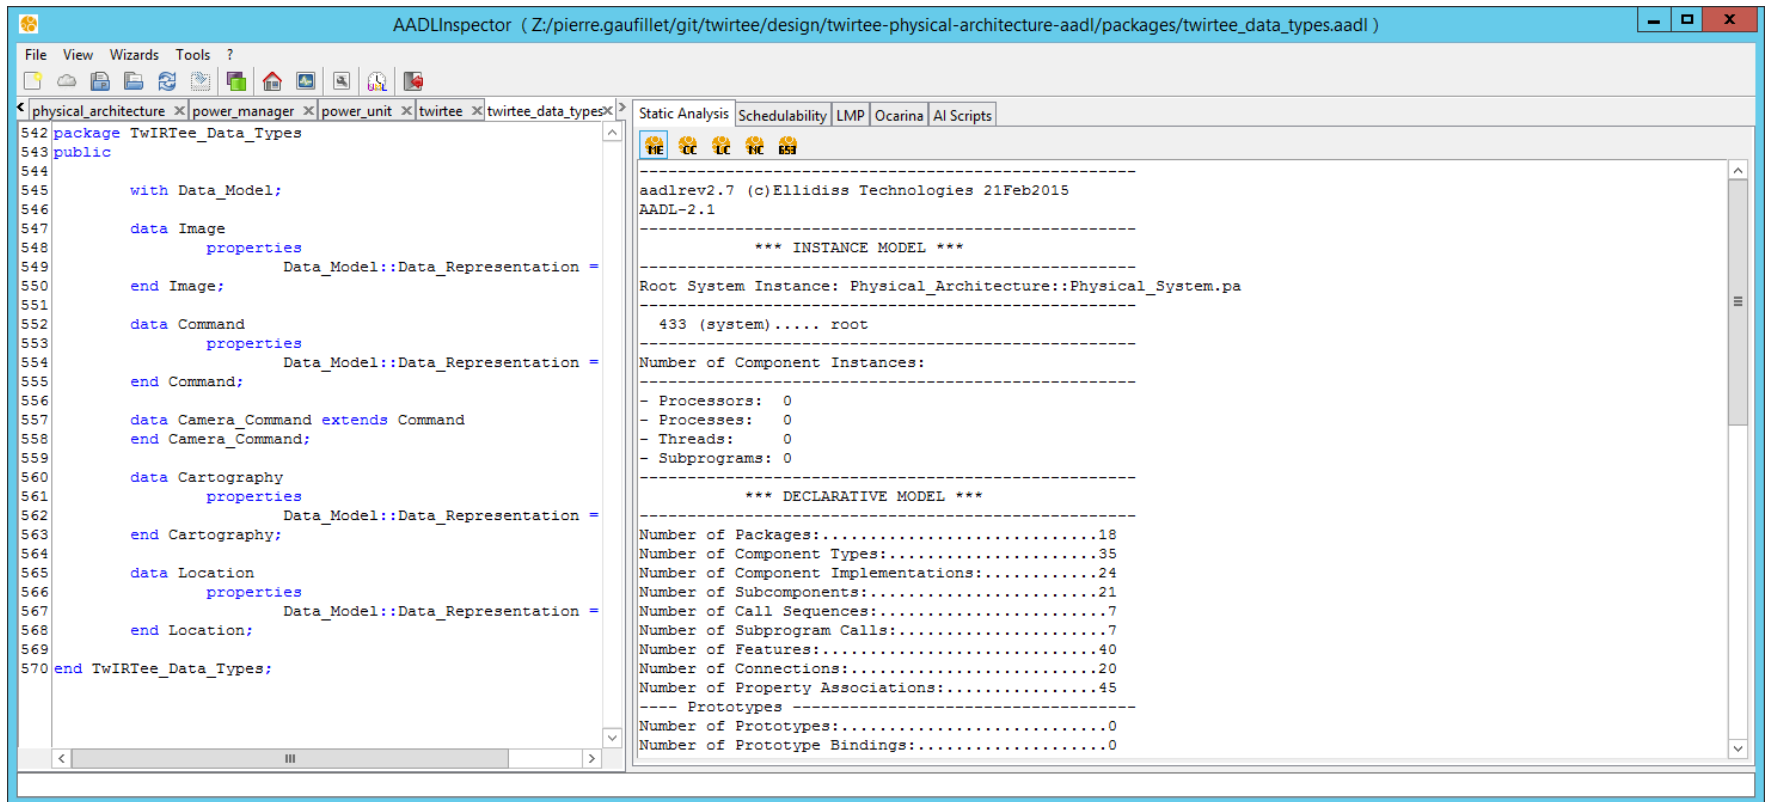 AADLInspector ( Z:/pierre.gaufillet/git/twirtee/design/twirtee-physical-architecture-aadl/packages/twirtee_data_types.aadl )
File View Wizards Tools ?
physical_architecture power_manager power_unit twirtee twirtee_data_types
542 package TwIRTee_Data_Types
543 public
544
545 with Data_Model;
546
547 data Image
548 properties
549 Data_Model::Data_Representation =
550 end Image;
551
552 data Command
553 properties
554 Data_Model::Data_Representation =
555 end Command;
556
557 data Camera_Command extends Command
558 end Camera_Command;
559
560 data Cartography
561 properties
562 Data_Model::Data_Representation =
563 end Cartography;
564
565 data Location
566 properties
567 Data_Model::Data_Representation =
568 end Location;
569
570 end TwIRTee_Data_Types;
Static Analysis Schedulability LMP Ocarina AI Scripts
ME CC LC NC 653
----------------------------------------------------
aadlrev2.7 (c)Ellidiss Technologies 21Feb2015
AADL-2.1
----------------------------------------------------
*** INSTANCE MODEL ***
----------------------------------------------------
Root System Instance: Physical_Architecture::Physical_System.pa
----------------------------------------------------
433 (system)..... root
----------------------------------------------------
Number of Component Instances:
----------------------------------------------------
- Processors: 0
- Processes: 0
- Threads: 0
- Subprograms: 0
----------------------------------------------------
*** DECLARATIVE MODEL ***
----------------------------------------------------
Number of Packages:.............................18
Number of Component Types:......................35
Number of Component Implementations:............24
Number of Subcomponents:........................21
Number of Call Sequences:........................7
Number of Subprogram Calls:......................7
Number of Features:.............................40
Number of Connections:..........................20
Number of Property Associations:................45
---- Prototypes ------------------------------------
Number of Prototypes:............................0
Number of Prototype Bindings:....................0